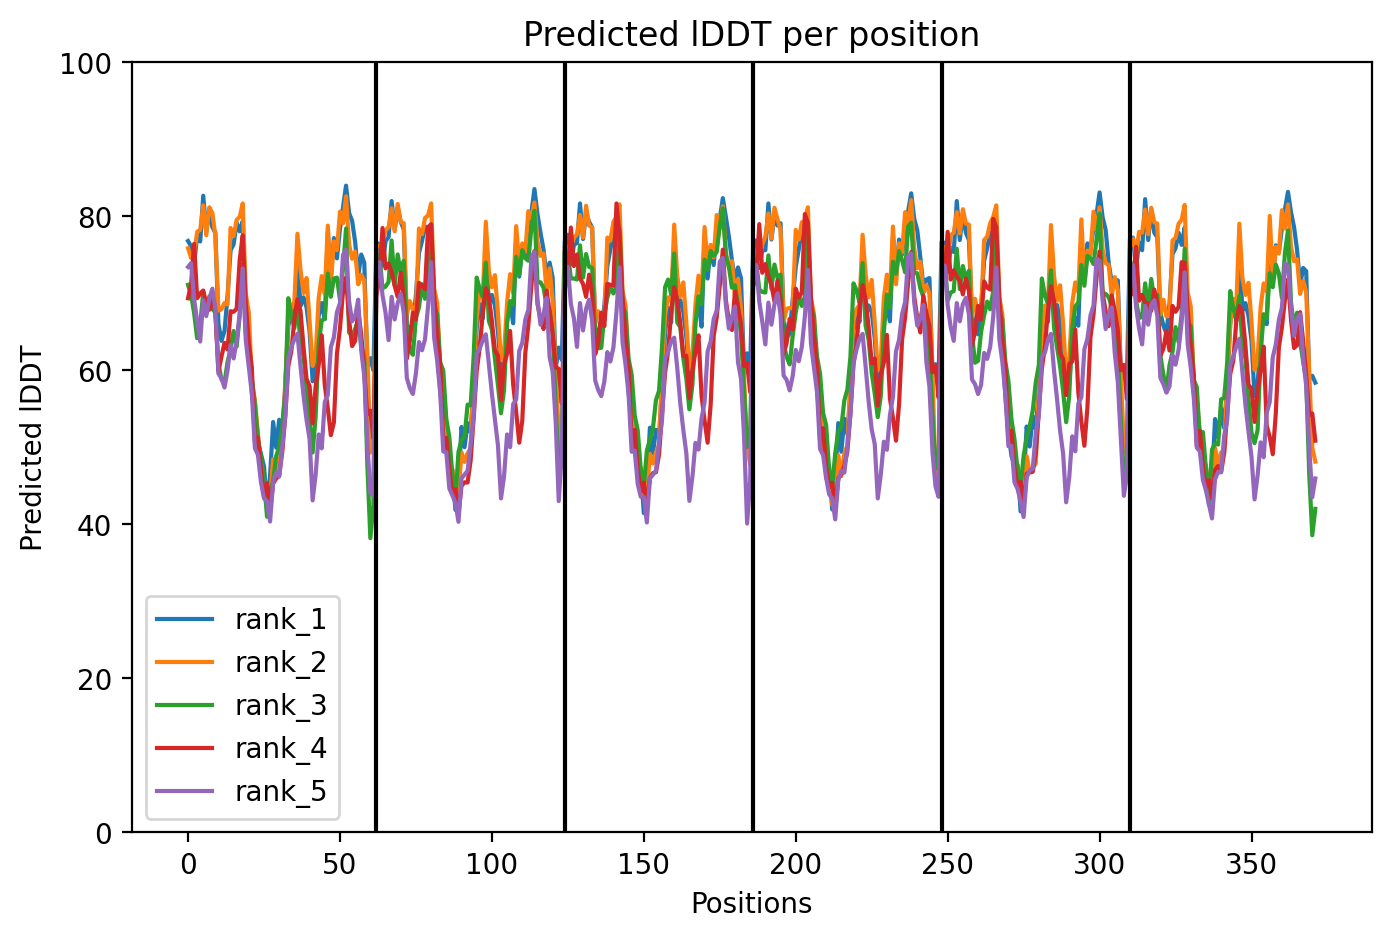 Predicted lDDT per position
Predicted lDDT
100
80
60
40
20
0
rank_1
rank_2
rank_3
rank_4
rank_5
0 50 100 150 200 250 300 350
Positions